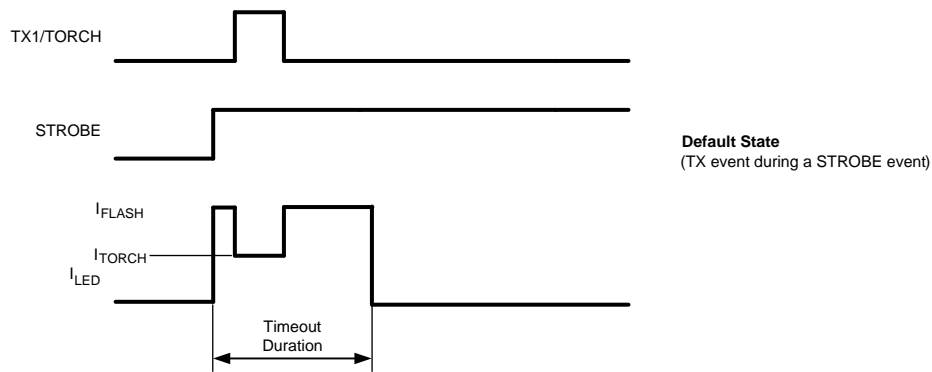 TX1/TORCH
STROBE
Default State
(TX event during a STROBE event)
IFLASH
ITORCH
ILED
Timeout
Duration